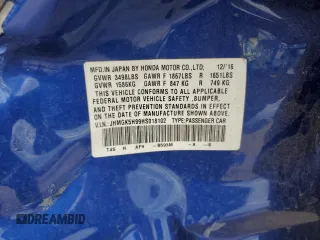 MFD. IN JAPAN BY HONDA MOTOR CO.,LTD. 12/'16
GVWR 3498LBS GAWR F 1867LBS R 1651LBS
GVWR 1586KG GAWR F 847 KG R 749 KG
THIS VEHICLE CONFORMS TO ALL APPLICABLE
FEDERAL MOTOR VEHICLE SAFETY ,BUMPER,
AND THEFT PREVENTION STANDARDS IN EFFECT
ON THE DATE OF MANUFACTURE SHOWN ABOVE.
V.I.N. JHMGK5H99HS018102 TYPE:PASSENGER CAR
DREAMBID